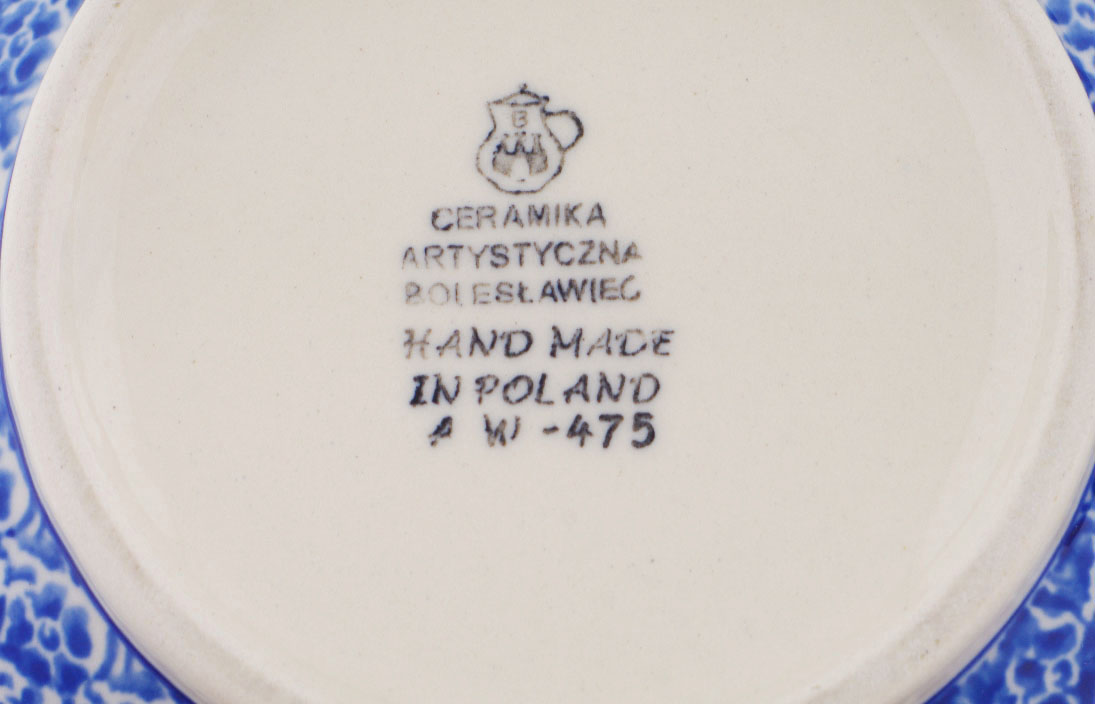 B
CERAMIKA
ARTYSTYCZNA
BOLESŁAWIEC
HAND MADE
IN POLAND
A W -475